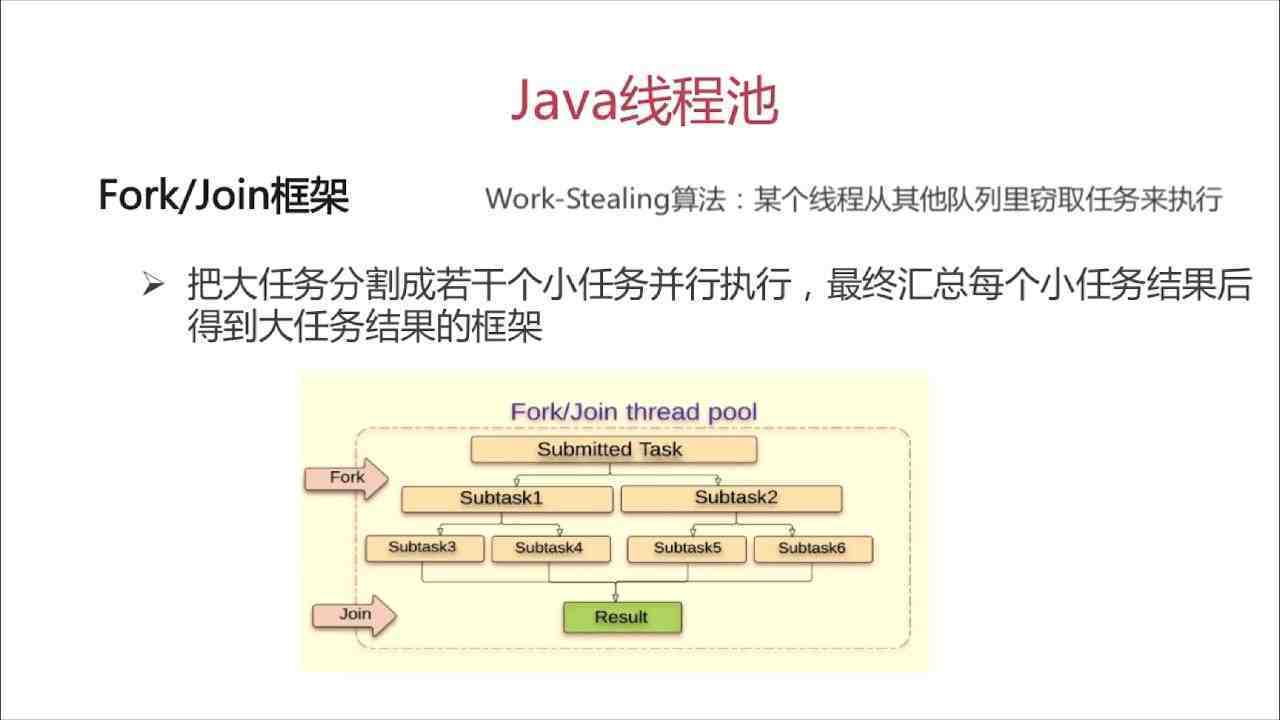 Java线程池
Fork/Join框架
Work-Stealing算法：某个线程从其他队列里窃取任务来执行
把大任务分割成若干个小任务并行执行，最终汇总每个小任务结果后
得到大任务结果的框架
Fork/Join thread pool
Submitted Task
Fork
Subtask1
Subtask2
Subtask3
Subtask4
Subtask5
Subtask6
Join
Result